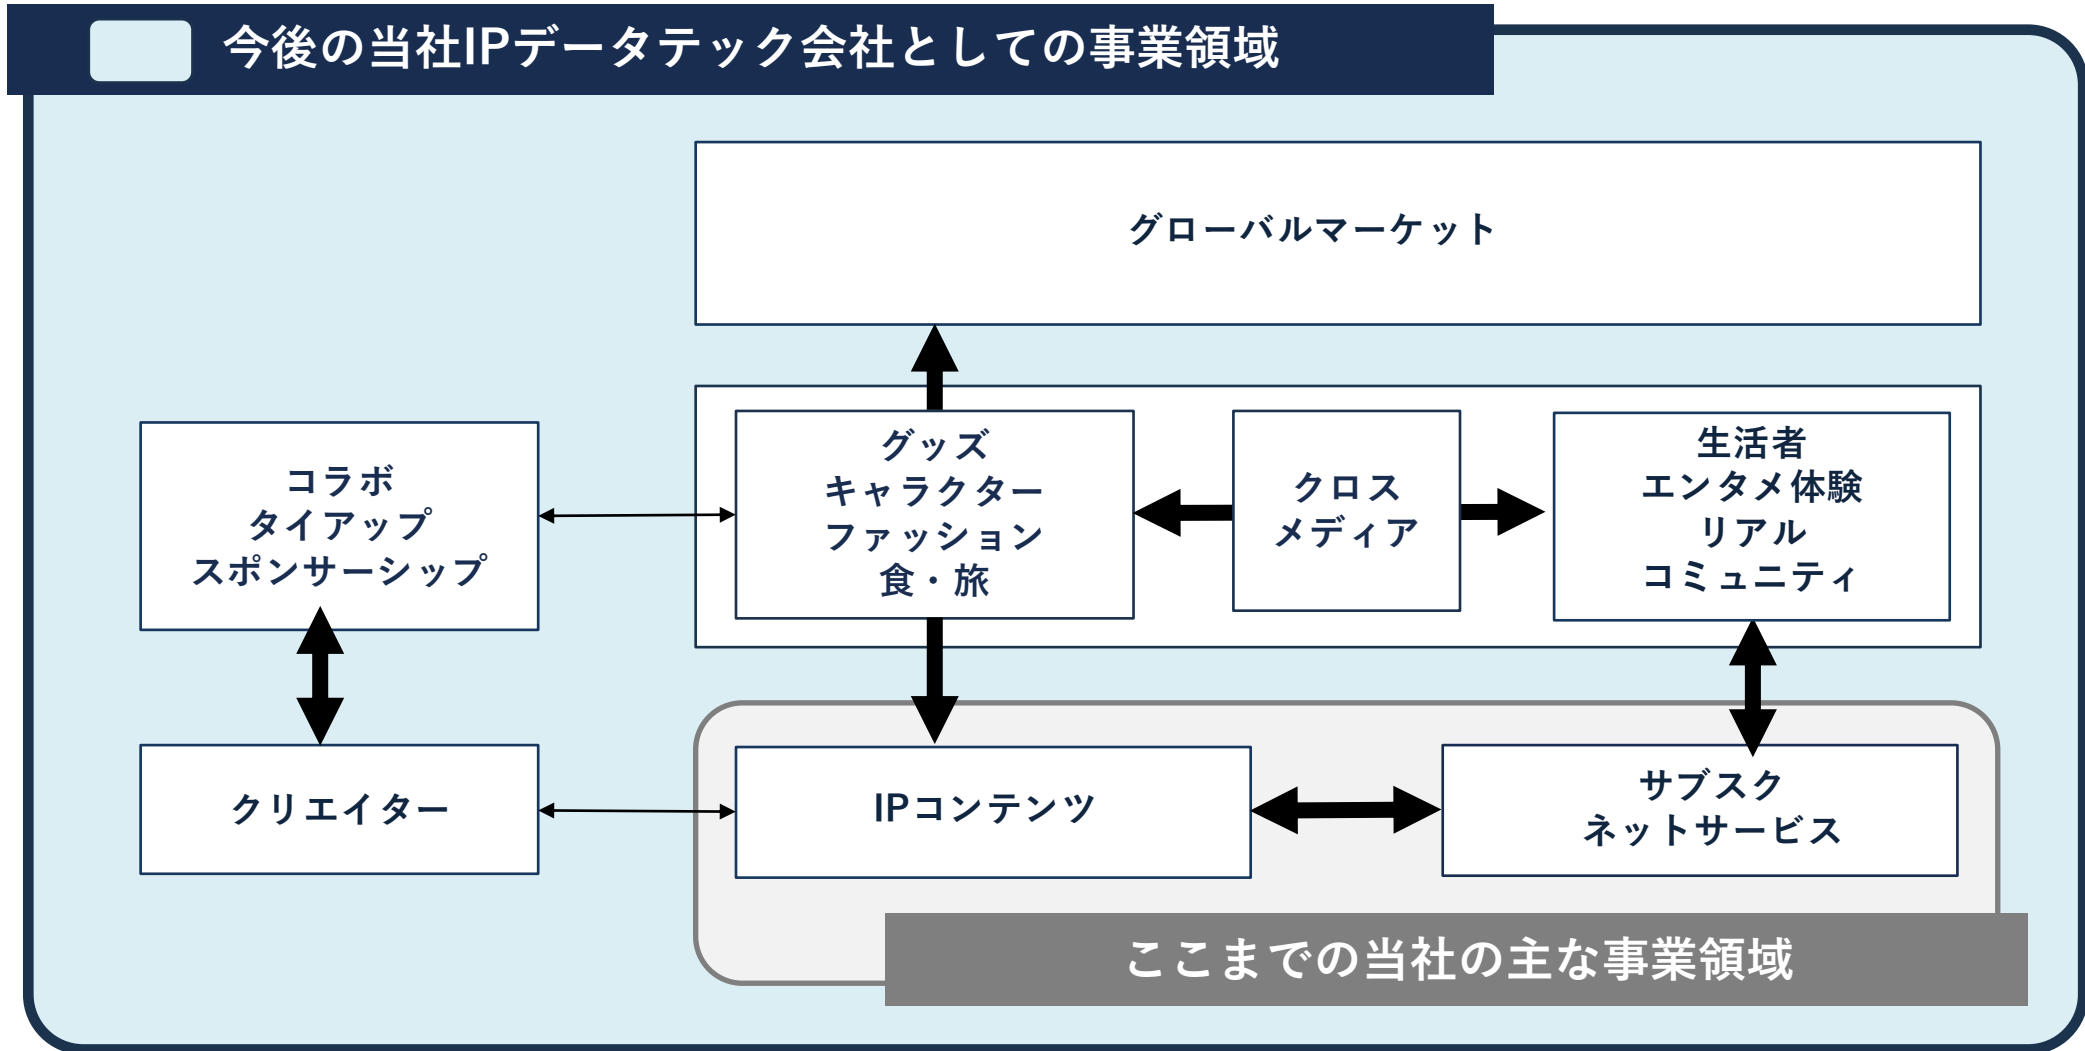 今後の当社IPデータテック会社としての事業領域
グローバルマーケット
コラボ
タイアップ
スポンサーシップ
グッズ
キャラクター
ファッション
食・旅
クロス
メディア
生活者
エンタメ体験
リアル
コミュニティ
クリエイター
IPコンテンツ
サブスク
ネットサービス
ここまでの当社の主な事業領域